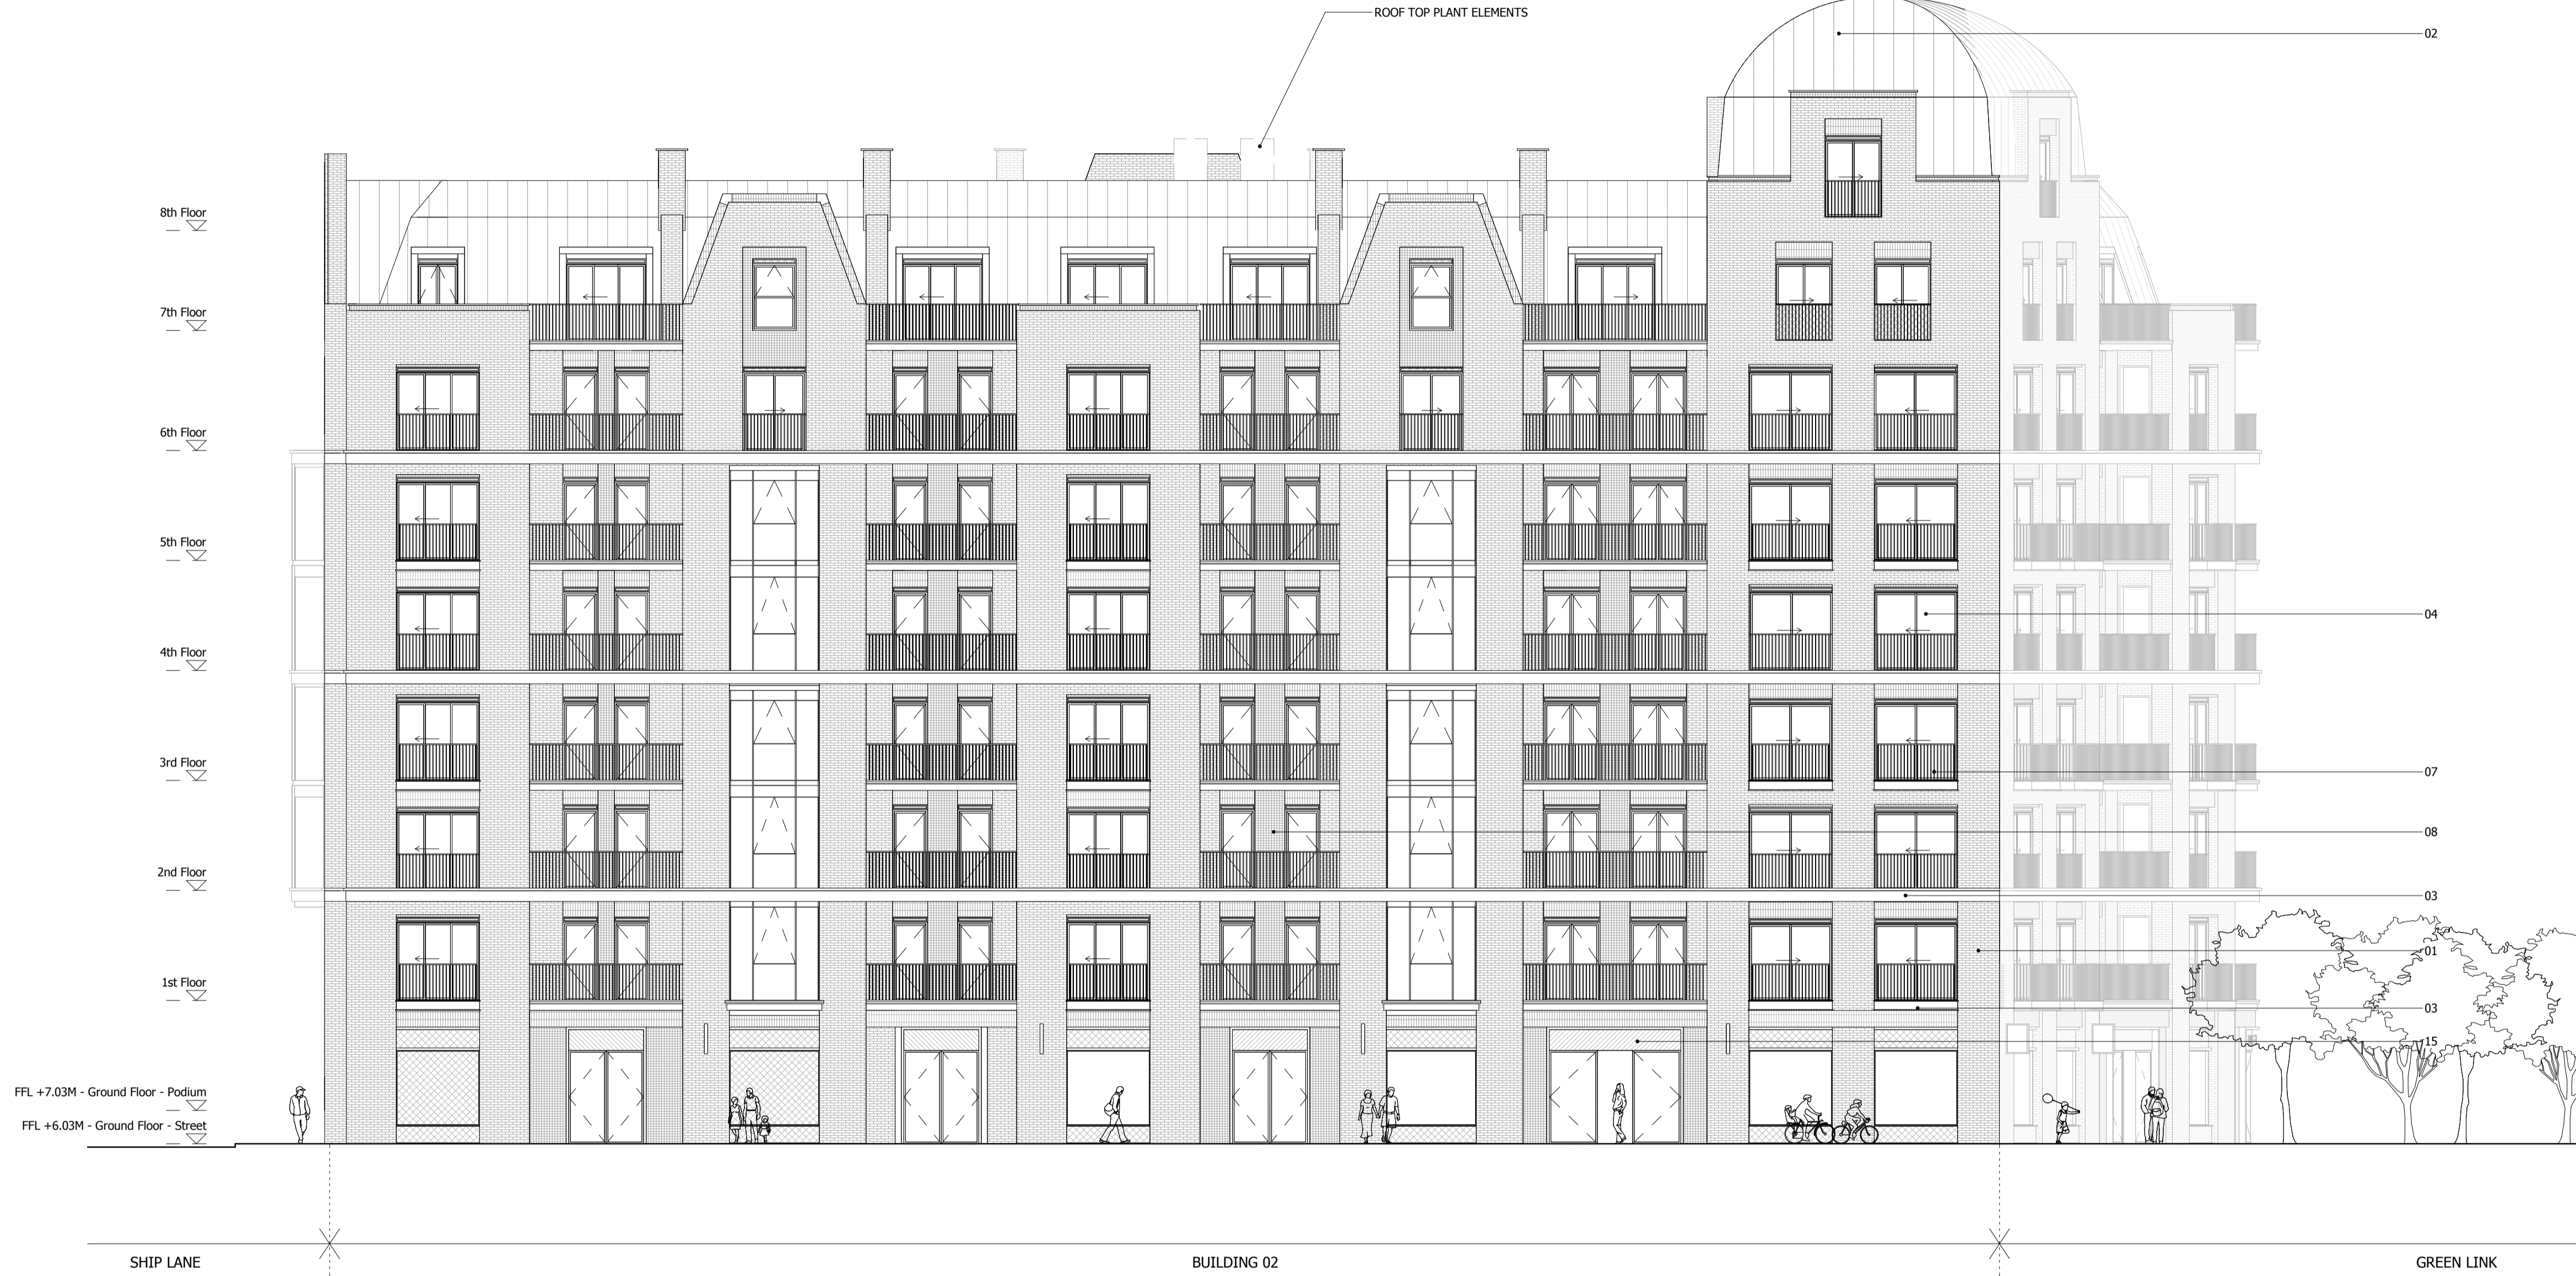 ROOF TOP PLANT ELEMENTS
02
8th Floor
7th Floor
6th Floor
5th Floor
04
4th Floor
3rd Floor
07
08
2nd Floor
03
01
1st Floor
03
15
FFL +7.03M - Ground Floor - Podium
FFL +6.03M - Ground Floor - Street
SHIP LANE
BUILDING 02
GREEN LINK